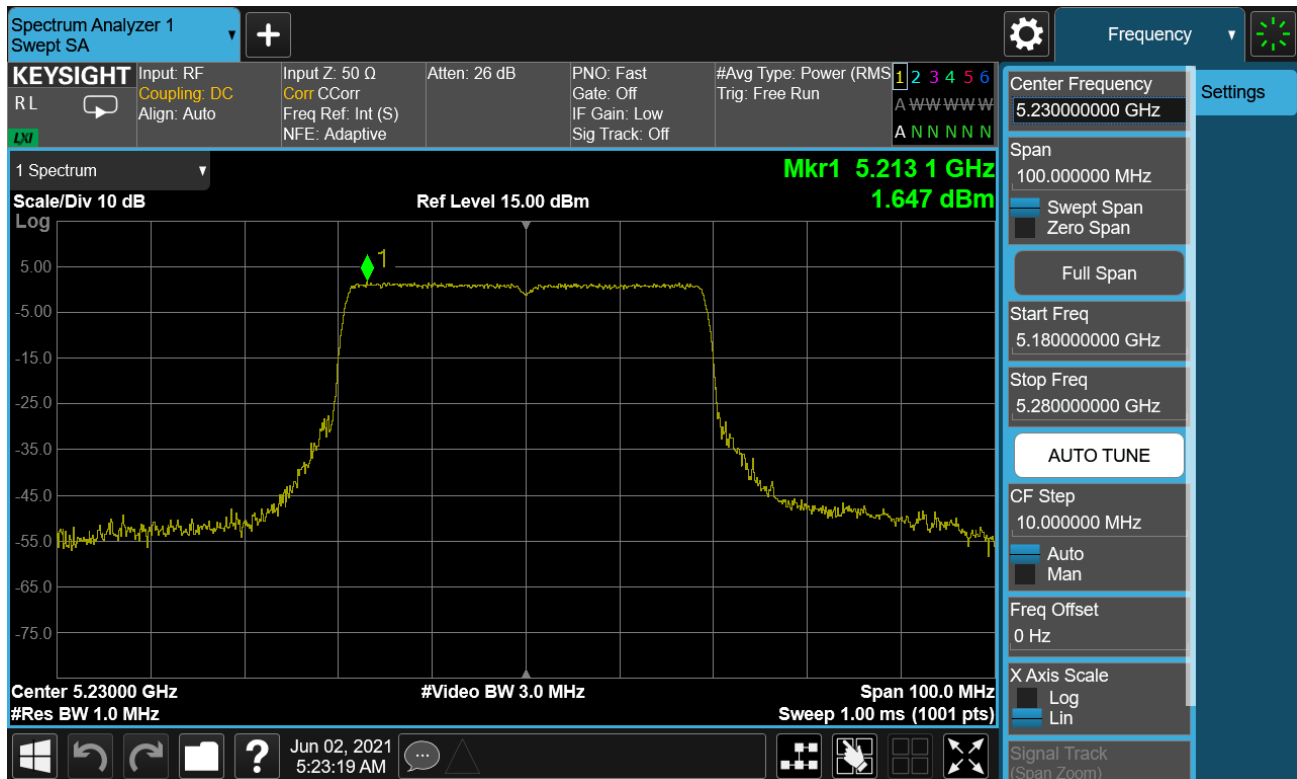 Spectrum Analyzer 1
Swept SA
+
Frequency
KEYSIGHT
R L
LXI
Input: RF
Coupling: DC
Align: Auto
Input Z: 50 Ω
Corr CCorr
Freq Ref: Int (S)
NFE: Adaptive
Atten: 26 dB
PNO: Fast
Gate: Off
IF Gain: Low
Sig Track: Off
#Avg Type: Power (RMS
Trig: Free Run
1 2 3 4 5 6
A W W W W W
A N N N N N
1 Spectrum
Scale/Div 10 dB
Log
Ref Level 15.00 dBm
Mkr1 5.213 1 GHz
1.647 dBm
1
5.00
-5.00
-15.0
-25.0
-35.0
-45.0
-55.0
-65.0
-75.0
Center 5.23000 GHz
#Res BW 1.0 MHz
#Video BW 3.0 MHz
Span 100.0 MHz
Sweep 1.00 ms (1001 pts)
?
Jun 02, 2021
5:23:19 AM
Center Frequency
5.230000000 GHz
Span
100.000000 MHz
Swept Span
Zero Span
Full Span
Start Freq
5.180000000 GHz
Stop Freq
5.280000000 GHz
AUTO TUNE
CF Step
10.000000 MHz
Auto
Man
Freq Offset
0 Hz
X Axis Scale
Log
Lin
Signal Track
(Span Zoom)
Settings